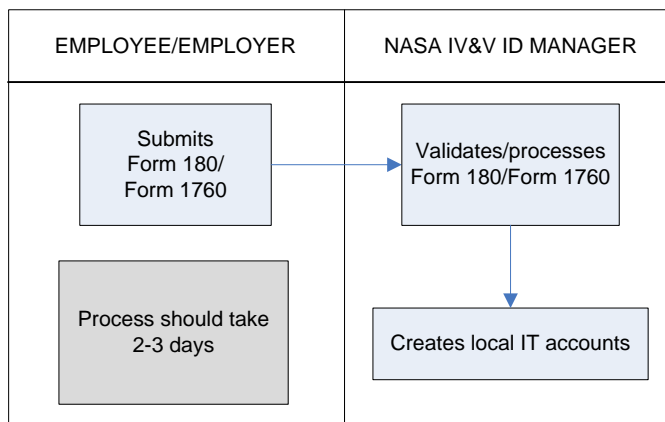 EMPLOYEE/EMPLOYER
NASA IV&V ID MANAGER
Submits
Form 180/
Form 1760
Validates/processes
Form 180/Form 1760
Process should take
2-3 days
Creates local IT accounts